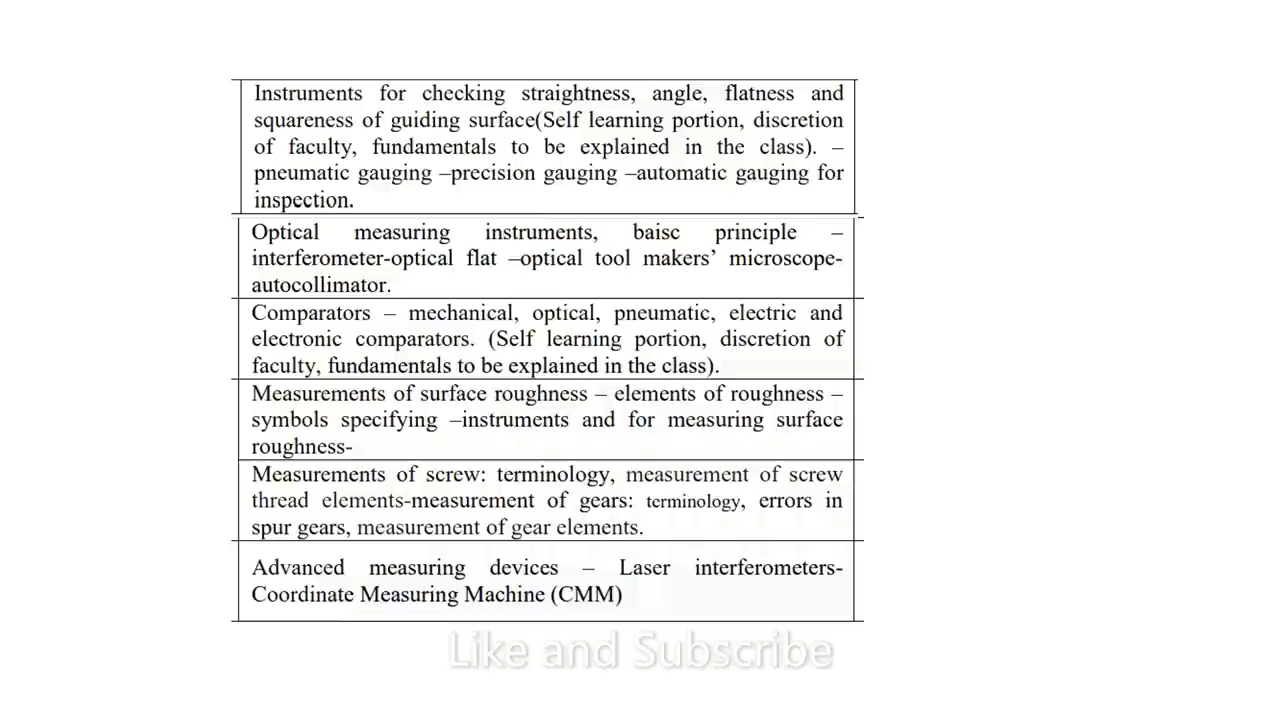 Instruments for checking straightness, angle, flatness and
squareness of guiding surface(Self learning portion, discretion
of faculty, fundamentals to be explained in the class). –
pneumatic gauging –precision gauging –automatic gauging for
inspection.
Optical measuring instruments, baisc principle –
interferometer-optical flat –optical tool makers’ microscope-
autocollimator.
Comparators – mechanical, optical, pneumatic, electric and
electronic comparators. (Self learning portion, discretion of
faculty, fundamentals to be explained in the class).
Measurements of surface roughness – elements of roughness –
symbols specifying –instruments and for measuring surface
roughness-
Measurements of screw: terminology, measurement of screw
thread elements-measurement of gears: terminology, errors in
spur gears, measurement of gear elements.
Advanced measuring devices – Laser interferometers-
Coordinate Measuring Machine (CMM)
Like and Subscribe